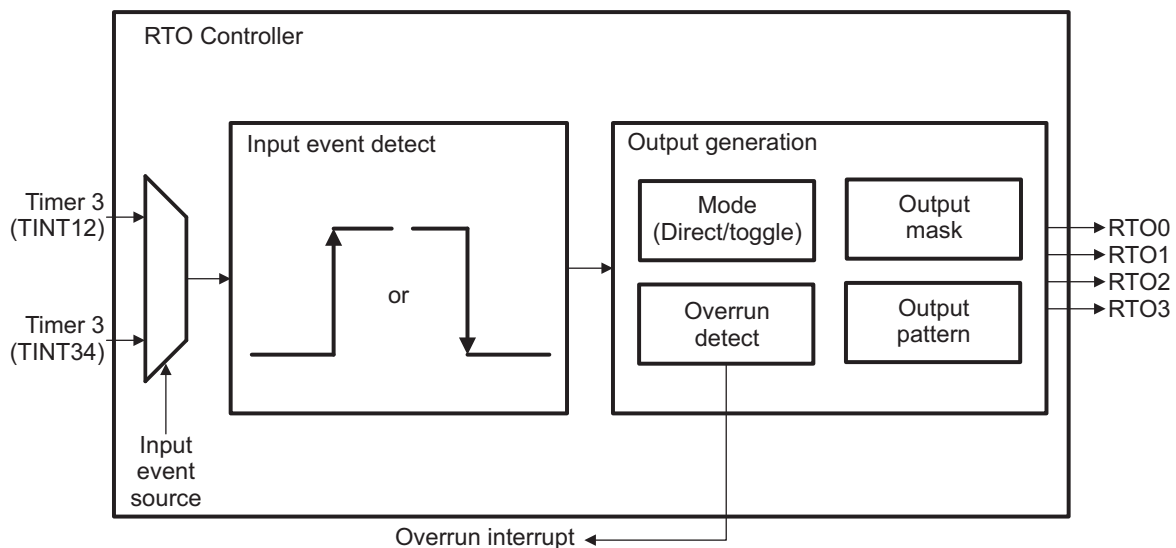 RTO Controller
Input event detect
Output generation
Timer 3
(TINT12)
Timer 3
(TINT34)
or
Mode
(Direct/toggle)
Output
mask
Overrun
detect
Output
pattern
RTO0
RTO1
RTO2
RTO3
Input
event
source
Overrun interrupt